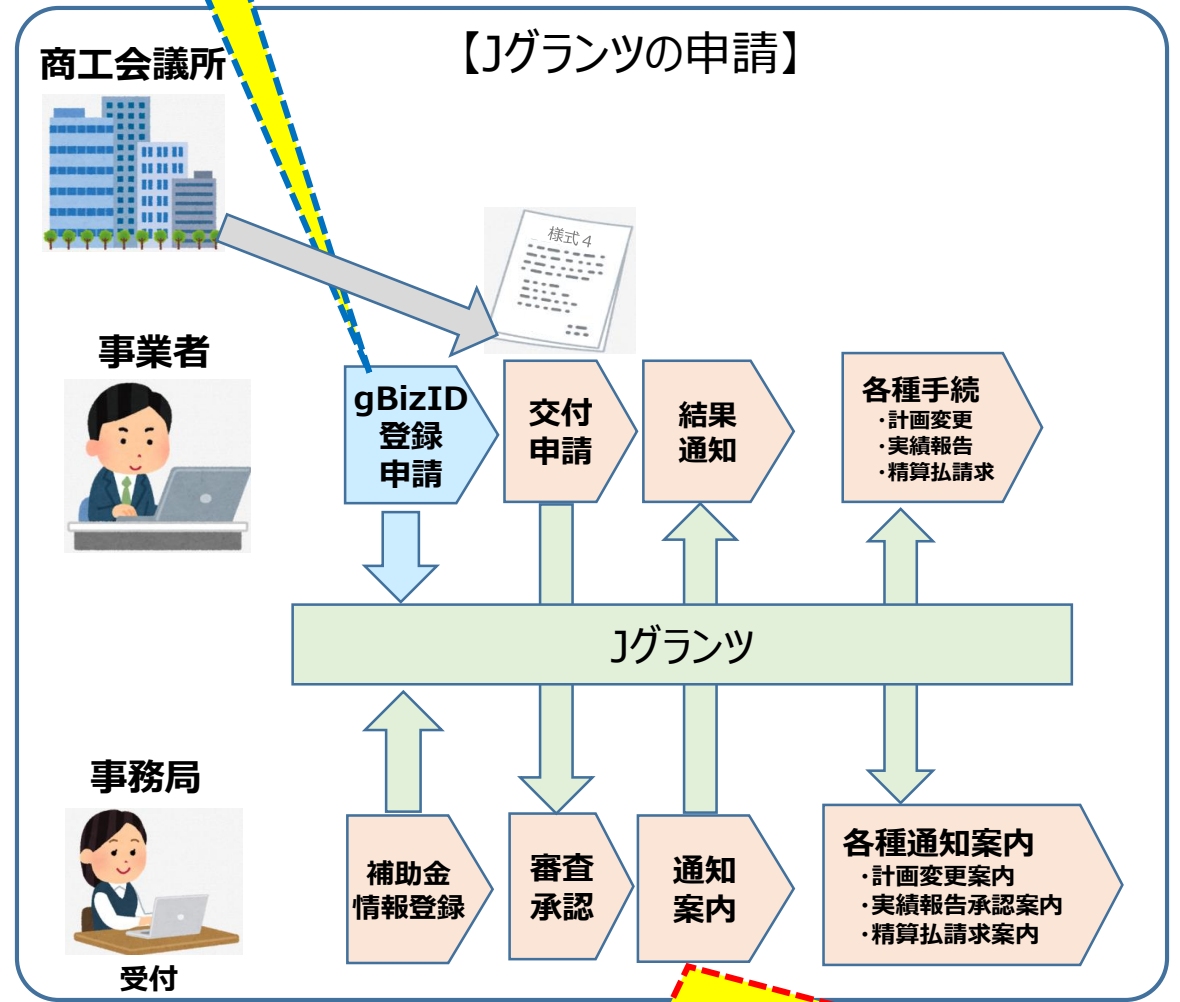 【Jグランツの申請】
商工会議所
様式４
事業者
gBizID
登録
申請
交付
申請
結果
通知
各種手続
・計画変更
・実績報告
・精算払請求
Jグランツ
事務局
受付
補助金
情報登録
審査
承認
通知
案内
各種通知案内
・計画変更案内
・実績報告承認案内
・精算払請求案内